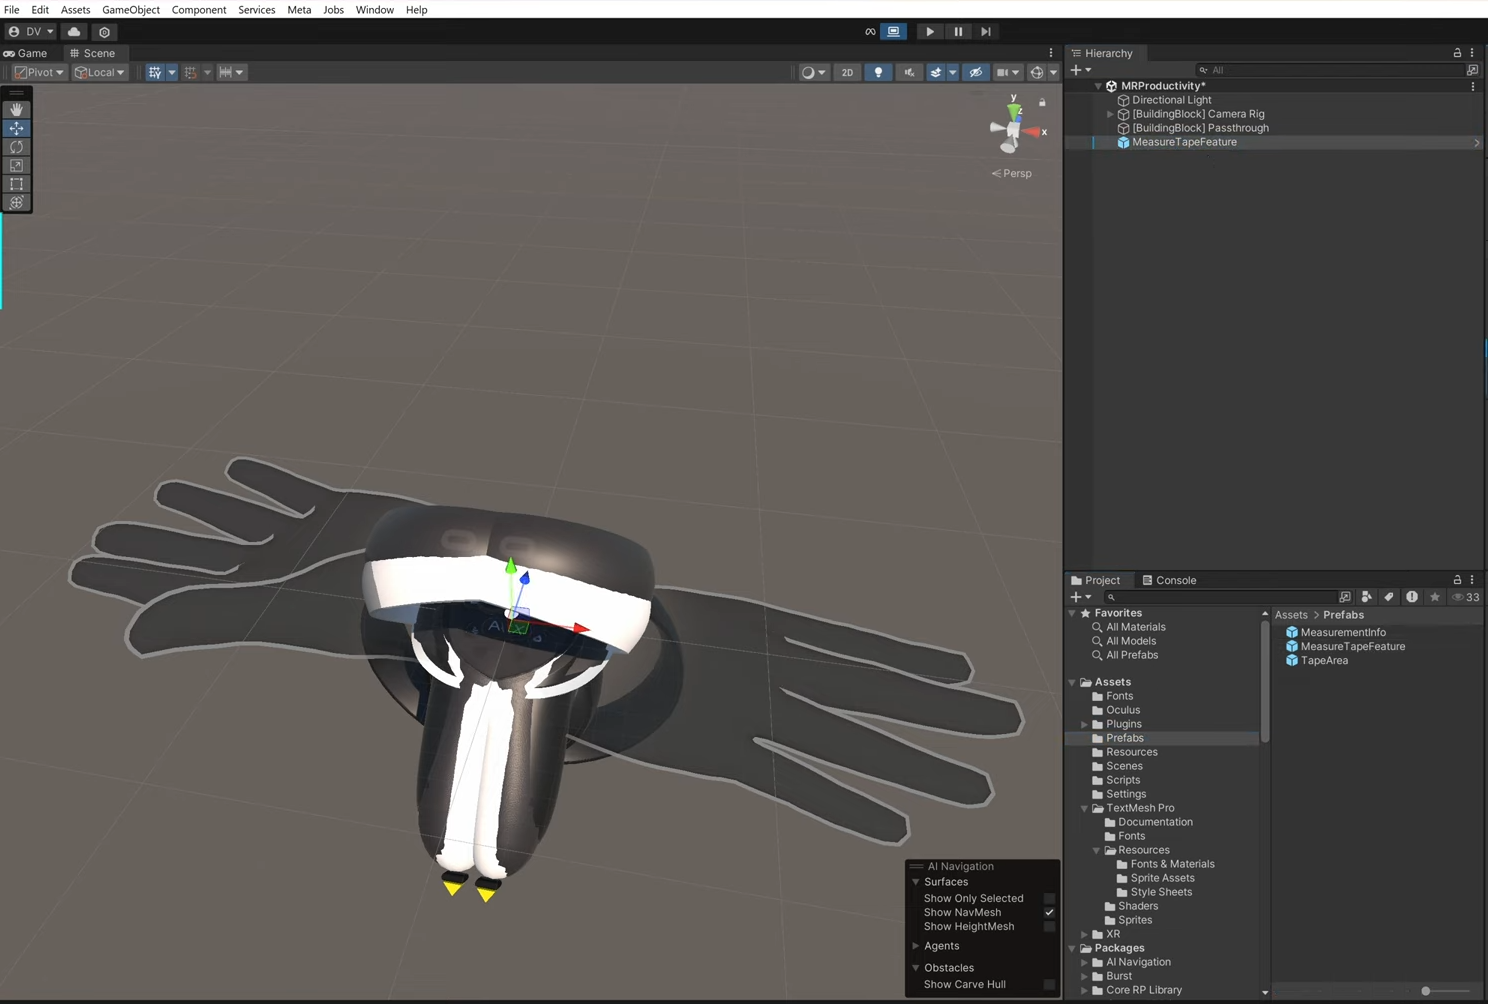 File Edit Assets GameObject Component Services Meta Jobs Window Help
DV
Game Scene
Pivot Local 2D
y
x
Persp
Hierarchy
All
MRProductivity*
Directional Light
[BuildingBlock] Camera Rig
[BuildingBlock] Passthrough
MeasureTapeFeature
AI Navigation
Surfaces
Show Only Selected
Show NavMesh
Show HeightMesh
Agents
Obstacles
Show Carve Hull
Project Console
33
Favorites
All Materials
All Models
All Prefabs
Assets
Fonts
Oculus
Plugins
Prefabs
Resources
Scenes
Scripts
Settings
TextMesh Pro
Documentation
Fonts
Resources
Fonts & Materials
Sprite Assets
Style Sheets
Shaders
Sprites
XR
Packages
AI Navigation
Burst
Core RP Library
Assets > Prefabs
MeasurementInfo
MeasureTapeFeature
TapeArea